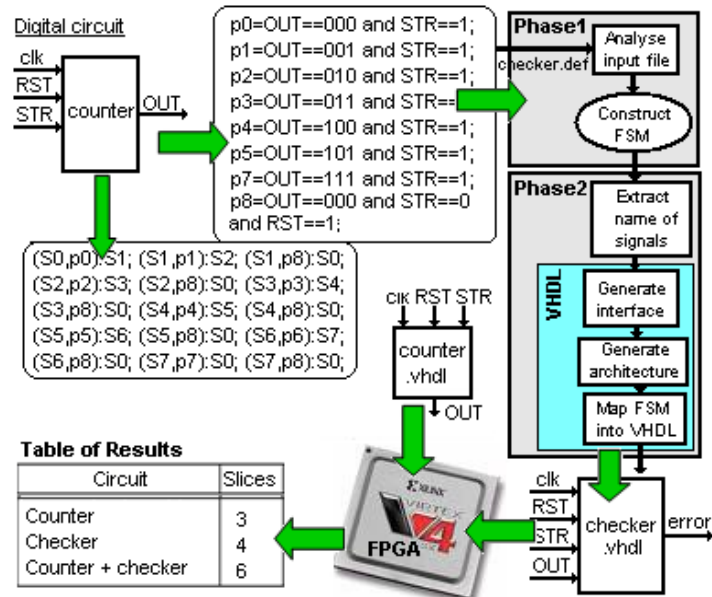 Digital circuit
clk
RST
STR
counter
OUT
p0=OUT==000 and STR==1;
p1=OUT==001 and STR==1;
p2=OUT==010 and STR==1;
p3=OUT==011 and STR==
p4=OUT==100 and STR==1;
p5=OUT==101 and STR==1;
p7=OUT==111 and STR==1;
p8=OUT==000 and STR==0
and RST==1;
(S0,p0):S1; (S1,p1):S2; (S1,p8):S0;
(S2,p2):S3; (S2,p8):S0; (S3,p3):S4;
(S3,p8):S0; (S4,p4):S5; (S4,p8):S0;
(S5,p5):S6; (S5,p8):S0; (S6,p6):S7;
(S6,p8):S0; (S7,p7):S0; (S7,p8):S0;
Phase1
checker.def
Analyse
input file
Construct
FSM
Phase2
Extract
name of
signals
VHDL
Generate
interface
Generate
architecture
Map FSM
into VHDL
clk RST STR
counter
.vhdl
OUT
XILINX
VIRTEX
4
FPGA
clk
RST
STR
OUT
checker
.vhdl
error
Table of Results
Circuit Slices
Counter 3
Checker 4
Counter + checker 6